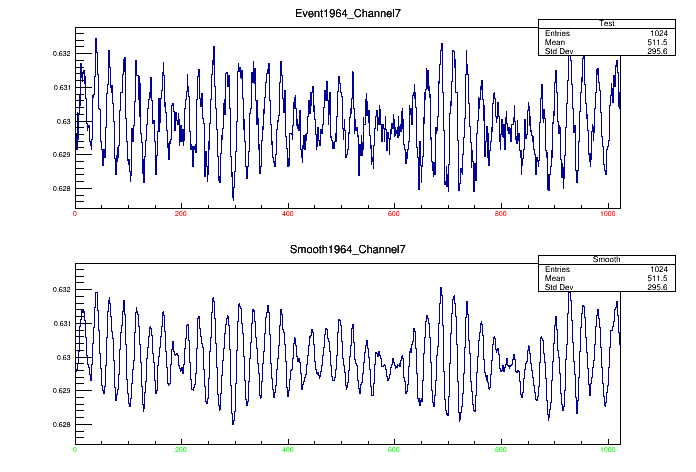 Event1964_Channel7
Test
Entries 1024
Mean 511.5
Std Dev 295.6
0.632
0.631
0.63
0.629
0.628
0 200 400 600 800 1000
Smooth1964_Channel7
Smooth
Entries 1024
Mean 511.5
Std Dev 295.6
0.632
0.631
0.63
0.629
0.628
0 200 400 600 800 1000